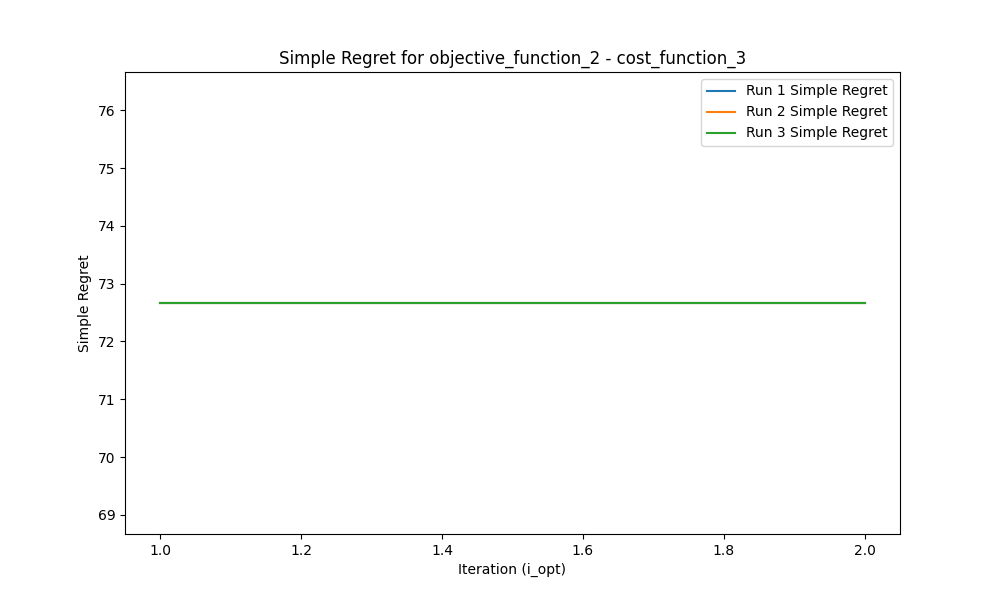 Simple Regret for objective_function_2 - cost_function_3
Run 1 Simple Regret
Run 2 Simple Regret
Run 3 Simple Regret
Simple Regret
76
75
74
73
72
71
70
69
1.0 1.2 1.4 1.6 1.8 2.0
Iteration (i_opt)